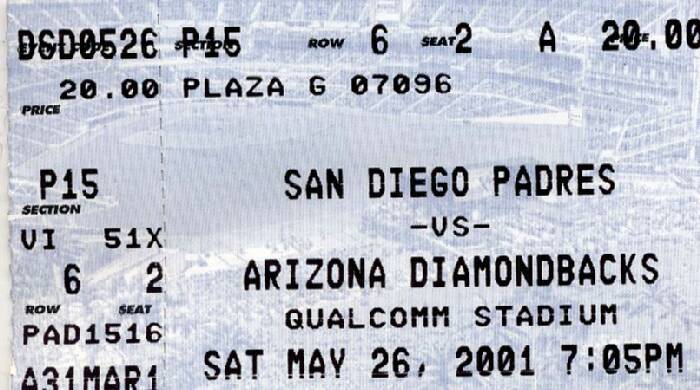 DSD0526 P15 ROW 6 SEAT 2 A 20.00
20.00 PLAZA G 07096
PRICE
P15 SAN DIEGO PADRES
SECTION
-VS-
VI 51X
6 2 ARIZONA DIAMONDBACKS
ROW SEAT
QUALCOMM STADIUM
PAD1516
A31MAR1 SAT MAY 26, 2001 7:05PM